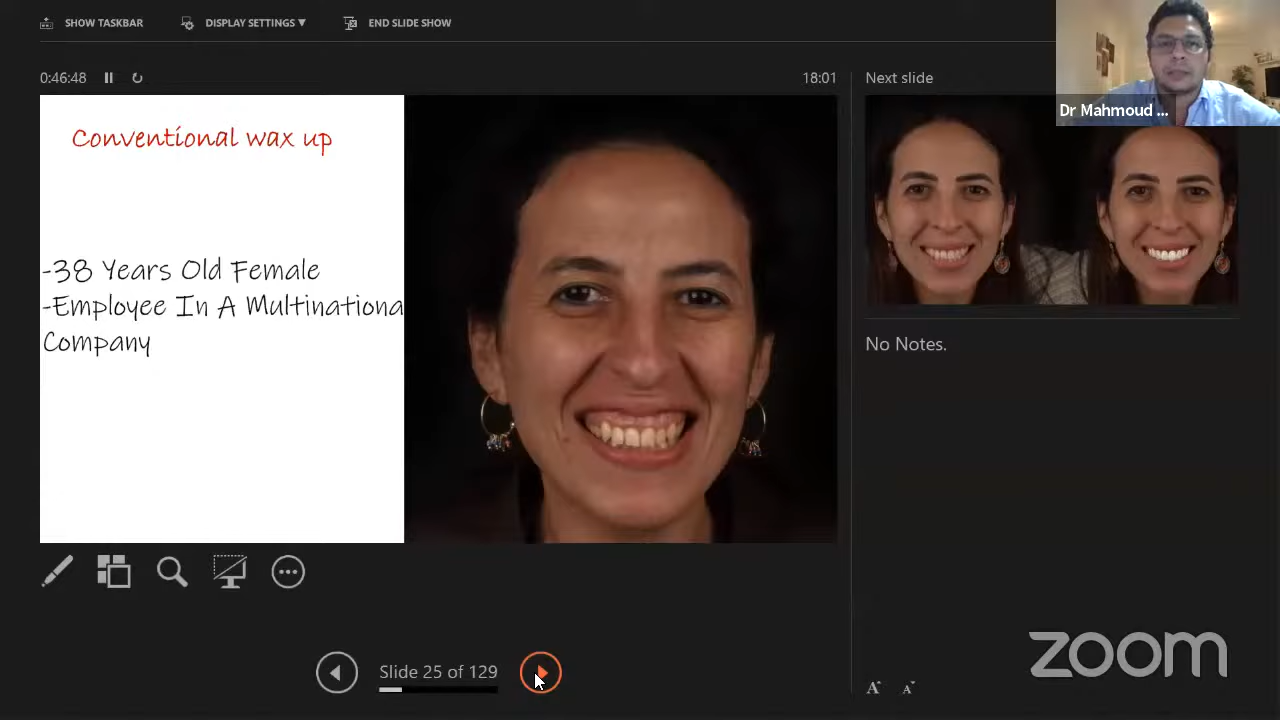 SHOW TASKBAR
DISPLAY SETTINGS ▼
END SLIDE SHOW
0:46:48
18:01
Next slide
Dr Mahmoud ...
Conventional wax up
-38 Years Old Female
-Employee In A Multinationa
Company
No Notes.
Slide 25 of 129
A A
zoom